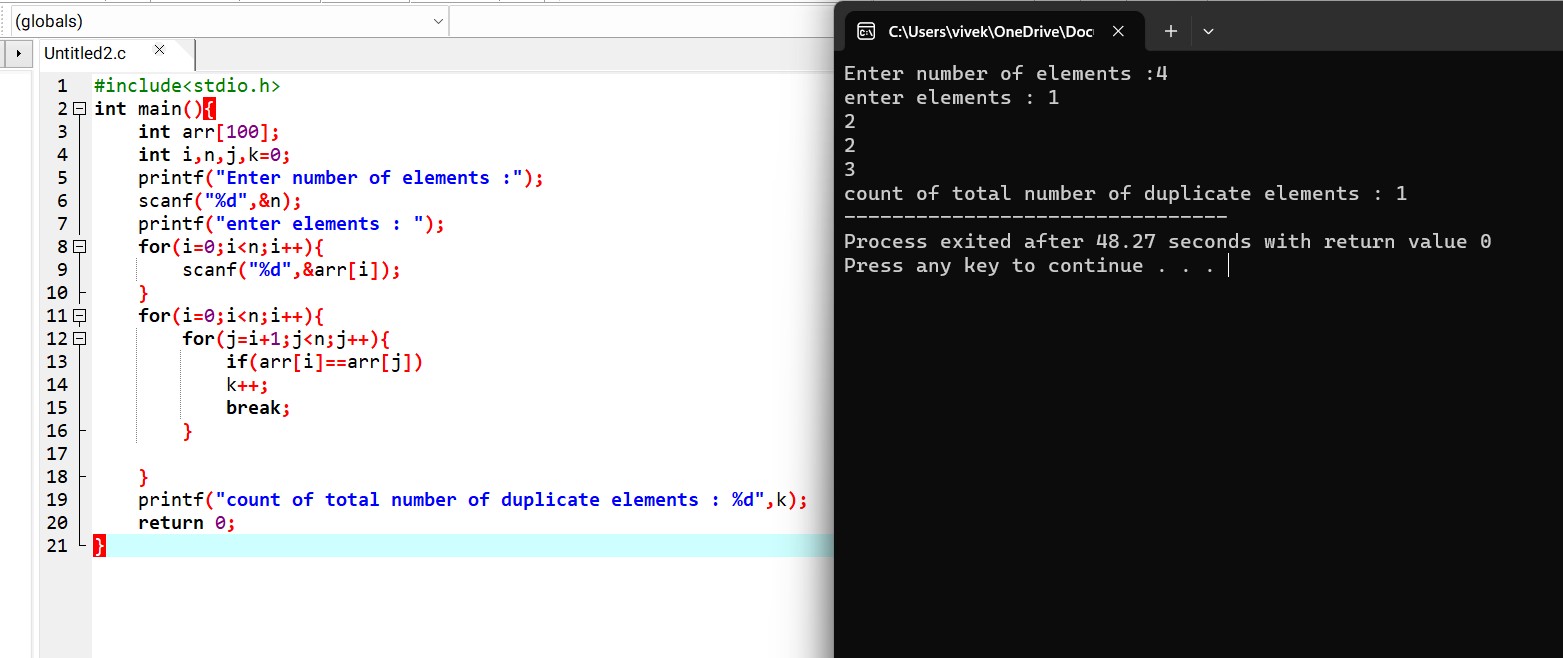 (globals)
Untitled2.c
1 #include<stdio.h>
2 int main(){
3     int arr[100];
4     int i,n,j,k=0;
5     printf("Enter number of elements :");
6     scanf("%d",&n);
7     printf("enter elements : ");
8     for(i=0;i<n;i++){
9         scanf("%d",&arr[i]);
10     }
11     for(i=0;i<n;i++){
12         for(j=i+1;j<n;j++){
13             if(arr[i]==arr[j])
14             k++;
15             break;
16         }
17
18     }
19     printf("count of total number of duplicate elements : %d",k);
20     return 0;
21 }
C:\Users\vivek\OneDrive\Doc
Enter number of elements :4
enter elements : 1
2
2
3
count of total number of duplicate elements : 1
--------------------------------
Process exited after 48.27 seconds with return value 0
Press any key to continue . . .